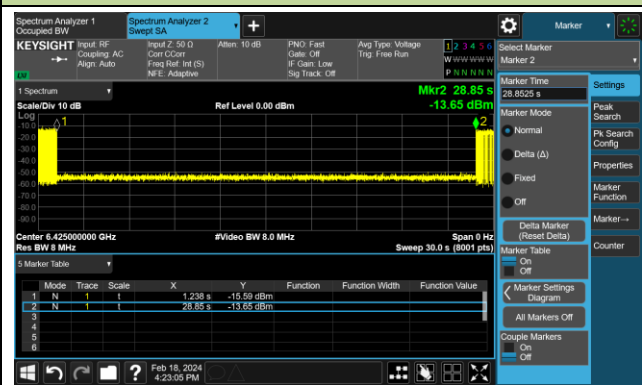 Spectrum Analyzer 1
Occupied BW
Spectrum Analyzer 2
Swept SA
Marker
KEYSIGHT
Input: RF
Coupling: AC
Align: Auto
Input Z: 50 Ω
Corr CCorr
Freq Ref: Int (S)
NFE: Adaptive
Atten: 10 dB
PNO: Fast
Gate: Off
IF Gain: Low
Sig Track: Off
Avg Type: Voltage
Trig: Free Run
1 2 3 4 5 6
W W W W W W
P N N N N N
LXI
1 Spectrum
Scale/Div 10 dB
Log
Ref Level 0.00 dBm
Mkr2 28.85 s
-13.65 dBm
1
2
-10.0
-20.0
-30.0
-40.0
-50.0
-60.0
-70.0
-80.0
-90.0
Center 6.425000000 GHz
#Video BW 8.0 MHz
Span 0 Hz
Res BW 8 MHz
Sweep 30.0 s (8001 pts)
5 Marker Table
Mode Trace Scale X Y Function Function Width Function Value
1 N 1 t 1.238 s -15.59 dBm
2 N 1 t 28.85 s -13.65 dBm
3
4
5
6
Select Marker
Marker 2
Marker Time
28.8525 s
Marker Mode
Normal
Delta (Δ)
Fixed
Off
Delta Marker
(Reset Delta)
Marker Table
On
Off
Marker Settings
Diagram
All Markers Off
Couple Markers
On
Off
Settings
Peak
Search
Pk Search
Config
Properties
Marker
Function
Marker→
Counter
?
Feb 18, 2024
4:23:05 PM